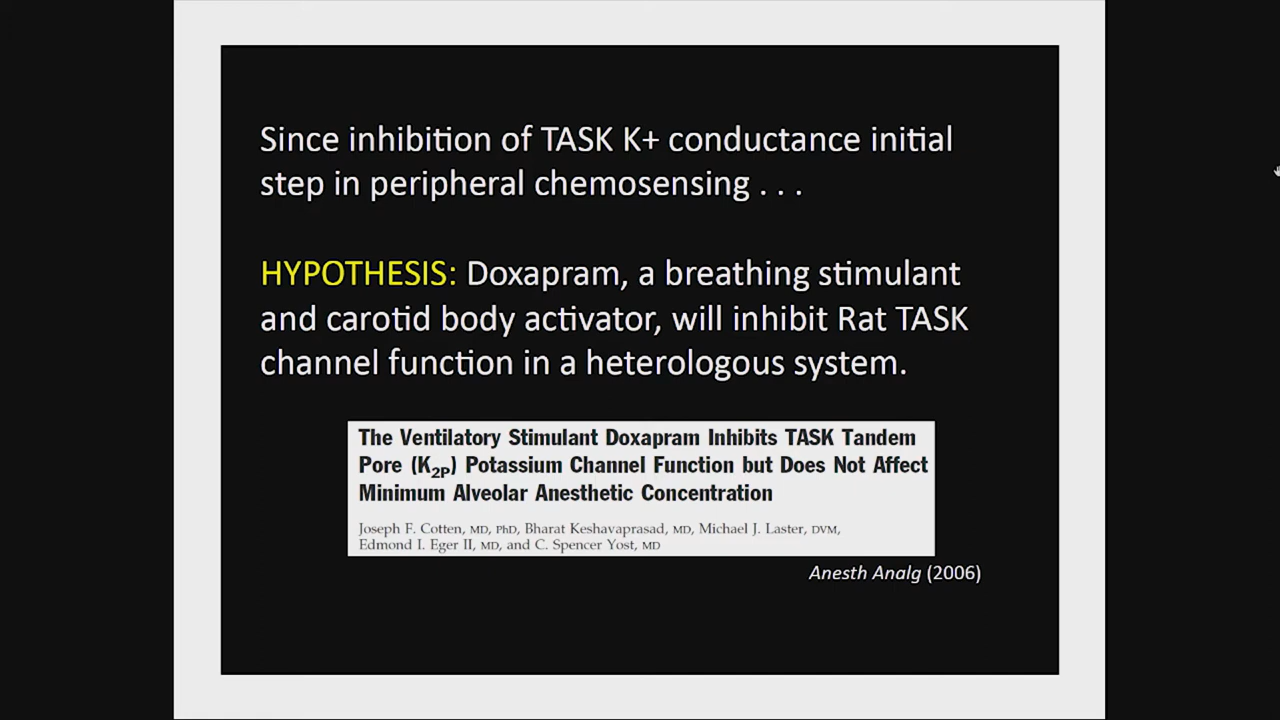 Since inhibition of TASK K+ conductance initial
step in peripheral chemosensing . . .
HYPOTHESIS: Doxapram, a breathing stimulant
and carotid body activator, will inhibit Rat TASK
channel function in a heterologous system.
The Ventilatory Stimulant Doxapram Inhibits TASK Tandem
Pore (K2P) Potassium Channel Function but Does Not Affect
Minimum Alveolar Anesthetic Concentration
Joseph F. Cotten, MD, PhD, Bharat Keshavaprasad, MD, Michael J. Laster, DVM,
Edmond I. Eger II, MD, and C. Spencer Yost, MD
Anesth Analg (2006)